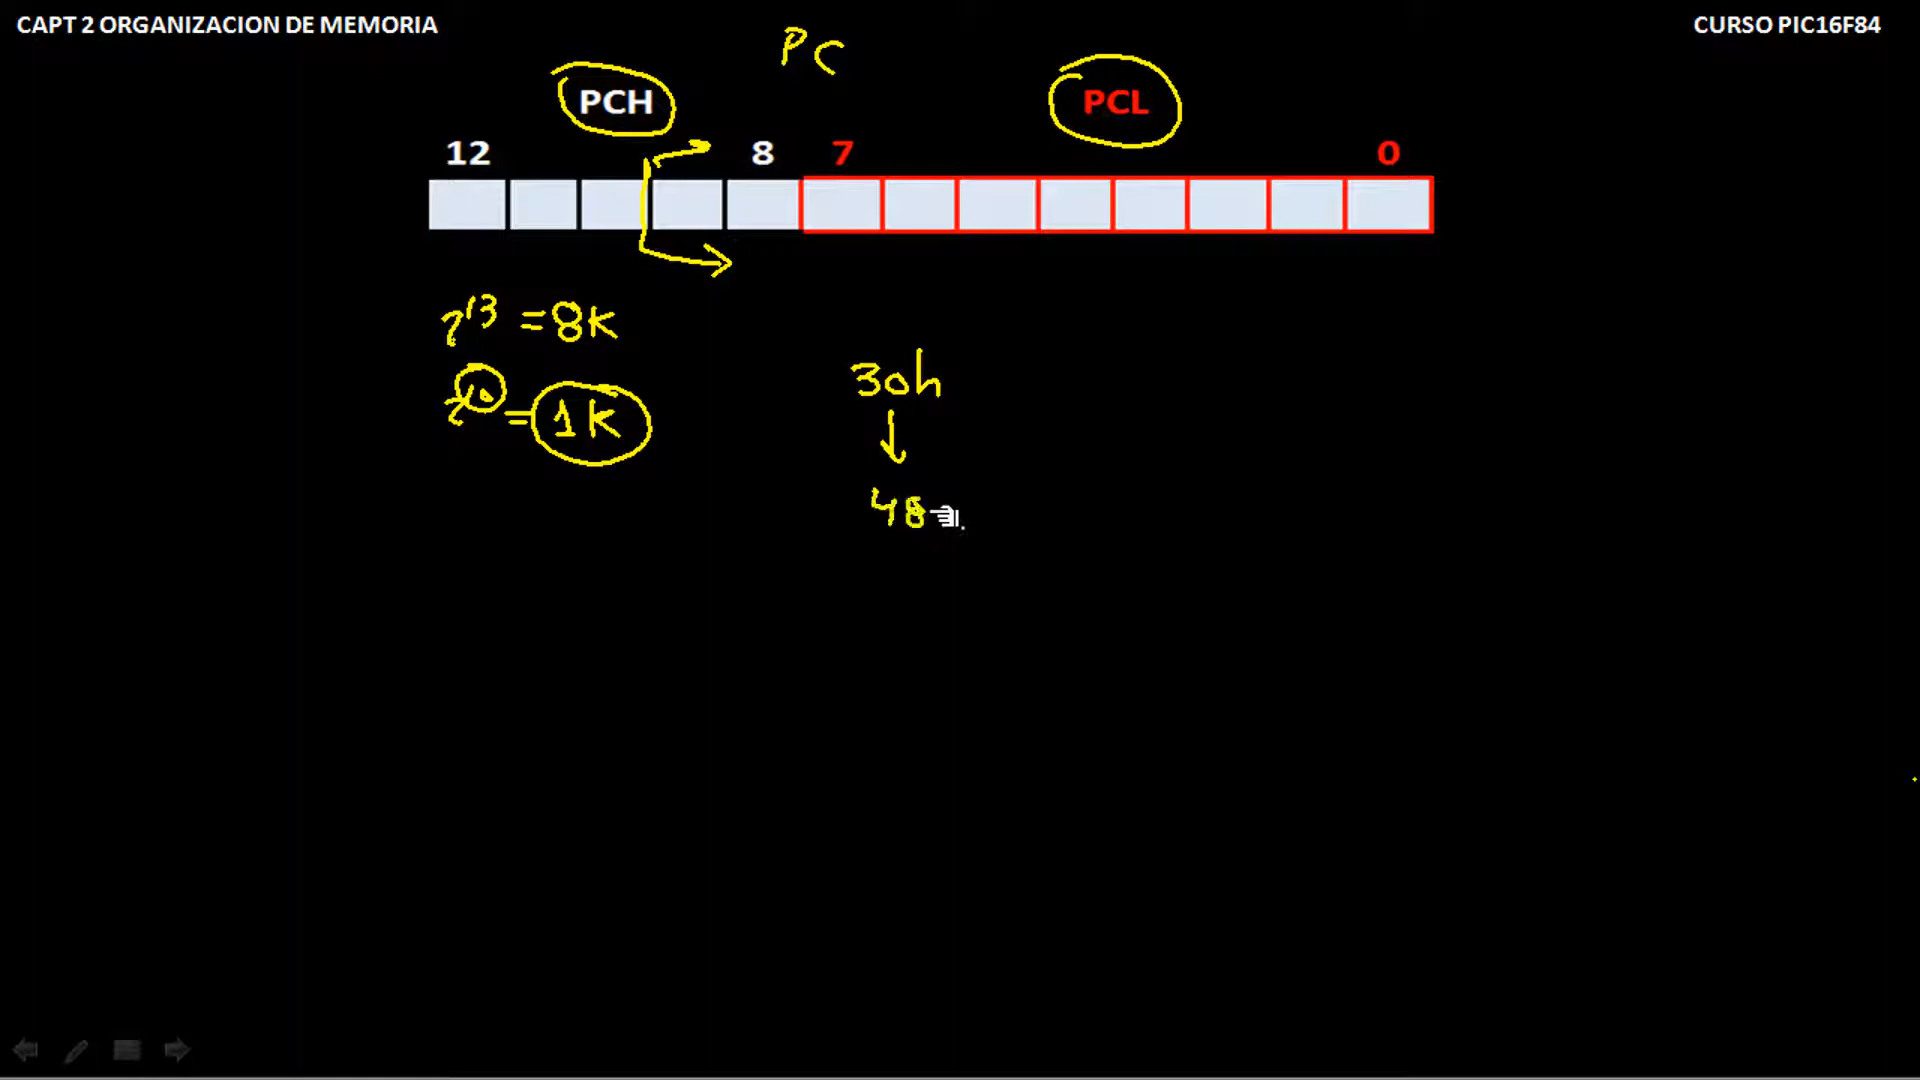 CAPT 2 ORGANIZACION DE MEMORIA
CURSO PIC16F84
PC
PCH
PCL
12 8 7 0
2¹³ = 8K
2¹⁰ = 1K
30h
48